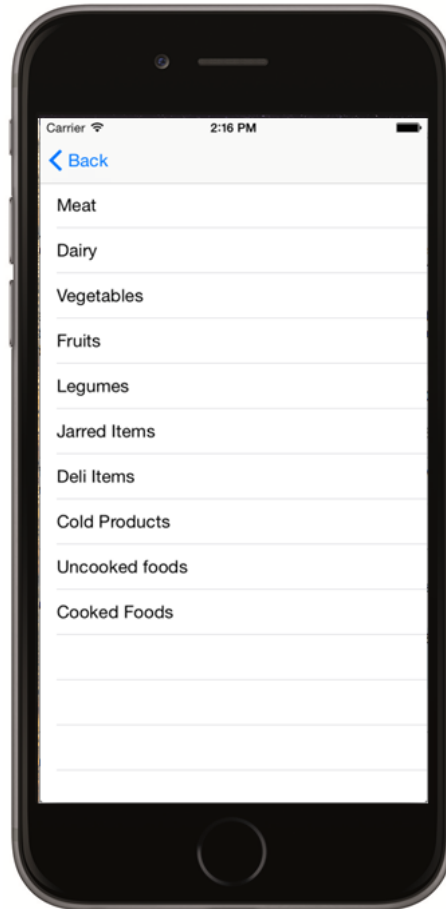 Carrier 2:16 PM
Back
Meat
Dairy
Vegetables
Fruits
Legumes
Jarred Items
Deli Items
Cold Products
Uncooked foods
Cooked Foods